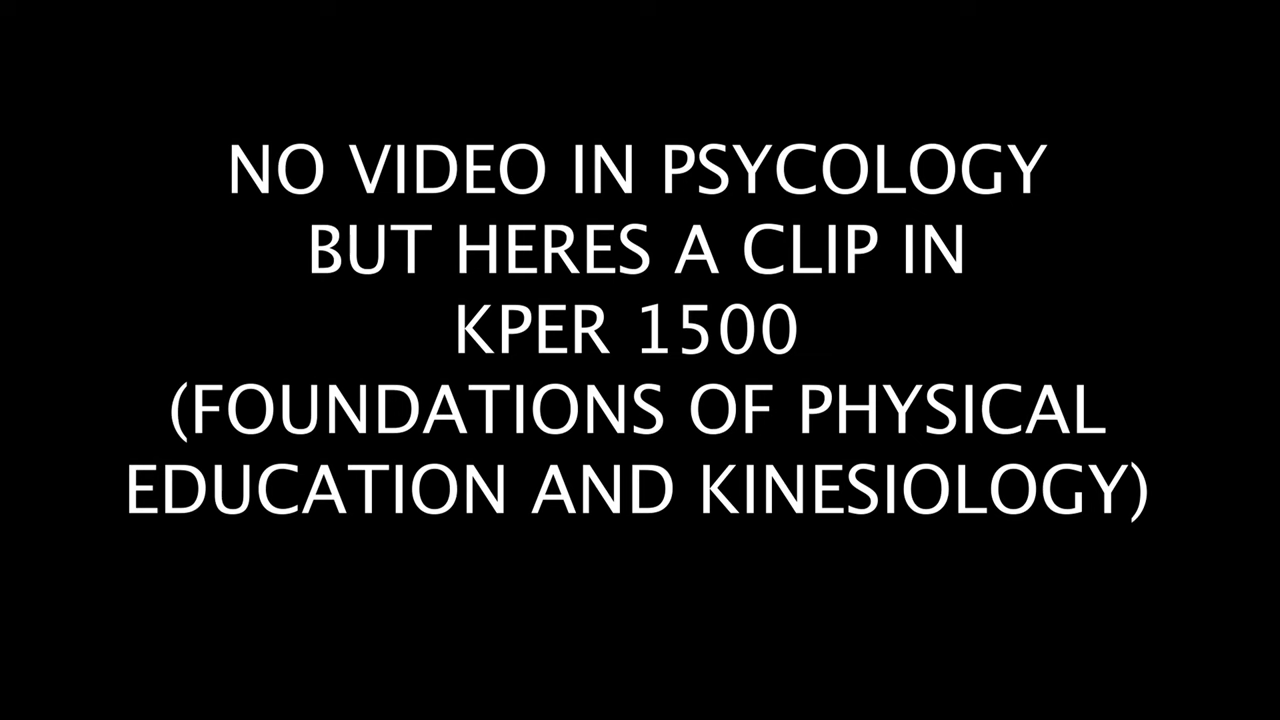 NO VIDEO IN PSYCOLOGY
BUT HERES A CLIP IN
KPER 1500
(FOUNDATIONS OF PHYSICAL
EDUCATION AND KINESIOLOGY)